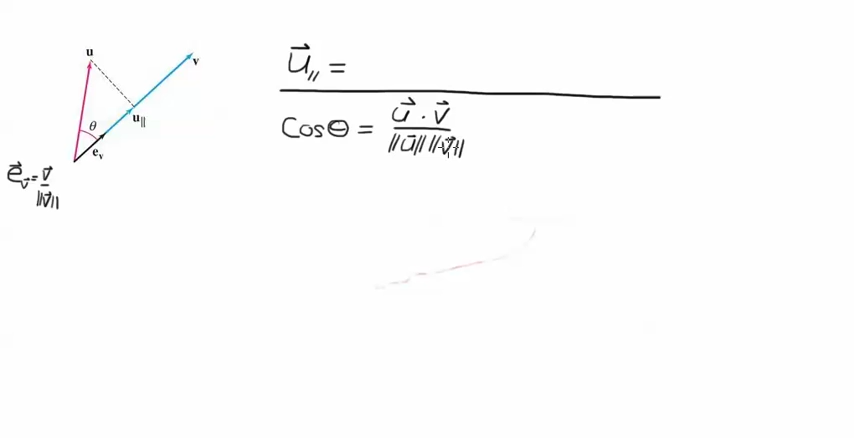 u
v
θ
u∥
e_v
e⃗_v⃗ = v⃗/‖v⃗‖
u⃗∥ =
cosθ = u⃗ · v⃗ / ‖u⃗‖ ‖v⃗‖